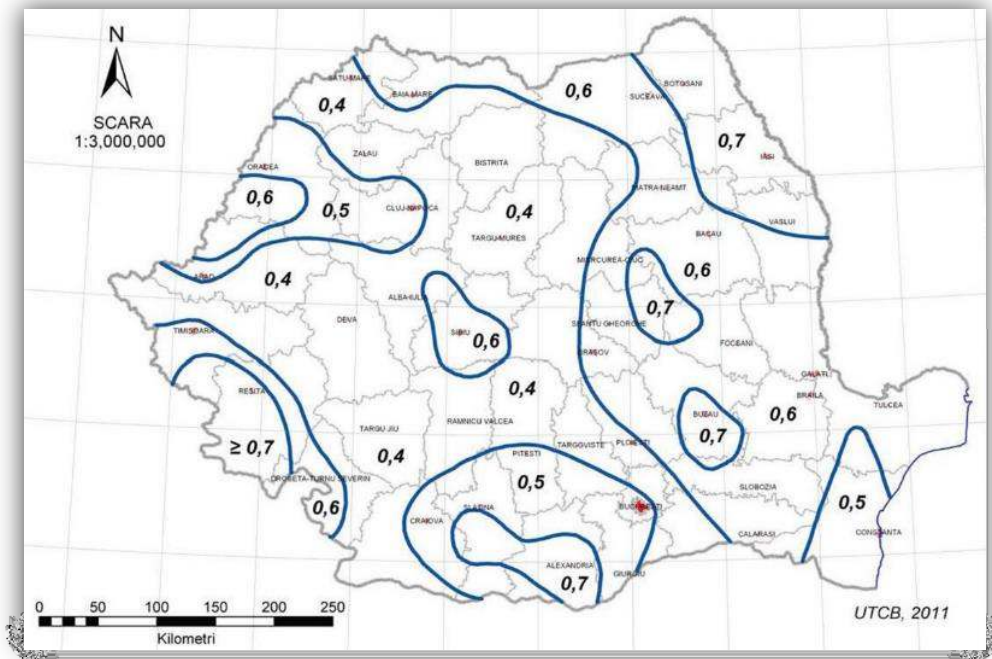 N
SCARA
1:3,000,000
SATU-MARE
BAIA-MARE
0,6
BOTOSANI
SUCEAVA
0,4
0,7
IASI
ZALAU
ORADEA
BISTRITA
PIATRA-NEAMT
0,6
0,5
CLUJ-NAPOCA
0,4
VASLUI
TARGU-MURES
BACAU
MIERCUREA-CIUC
0,6
ARAD
0,4
ALBA-IULIA
0,7
DEVA
TIMISOARA
SIBIU
0,6
SFANTU GHEORGHE
FOCSANI
BRASOV
GALATI
RESITA
0,4
BRAILA
TULCEA
0,6
BUZAU
0,7
TARGU JIU
RAMNICU VALCEA
≥ 0,7
0,4
TARGOVISTE
PLOIESTI
PITESTI
DROBETA-TURNU SEVERIN
0,5
SLOBOZIA
0,6
SLATINA
BUCURESTI
0,5
CRAIOVA
CALARASI
CONSTANTA
ALEXANDRIA
0,7
GIURGIU
0 50 100 150 200 250
Kilometri
UTCB, 2011